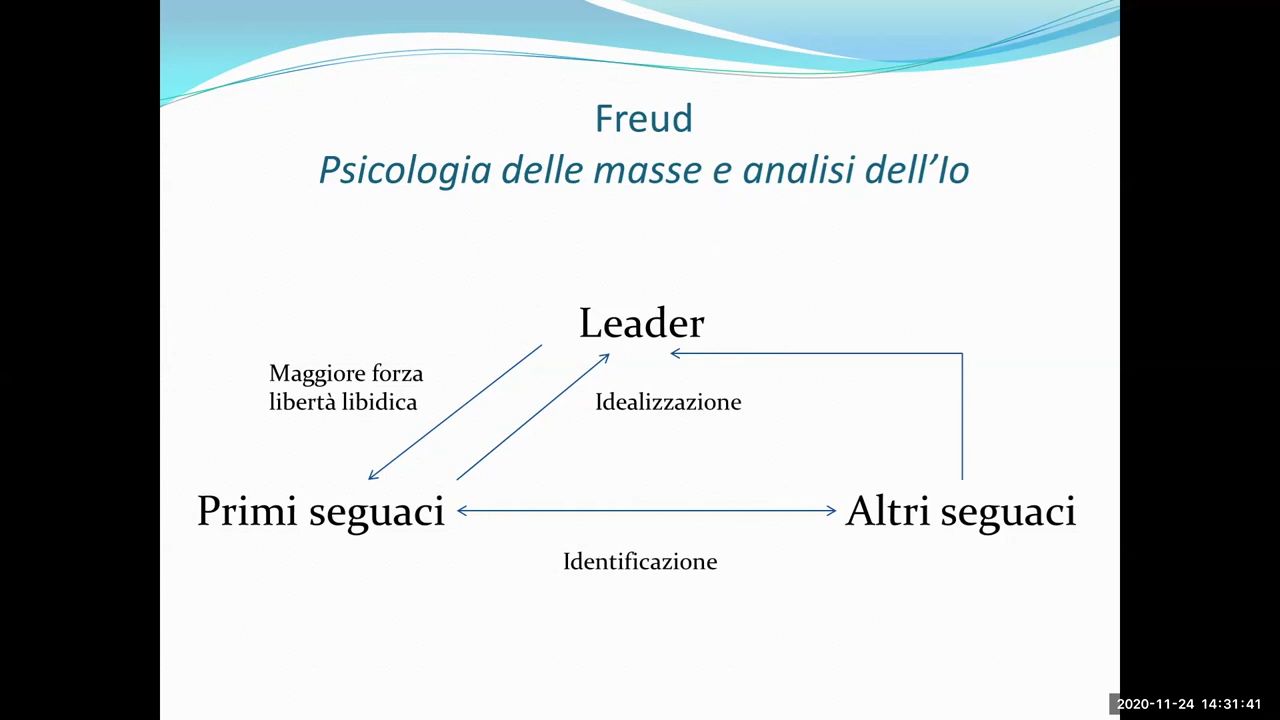 Freud
Psicologia delle masse e analisi dell’Io
Leader
Maggiore forza
libertà libidica
Idealizzazione
Primi seguaci
Altri seguaci
Identificazione
2020-11-24 14:31:41